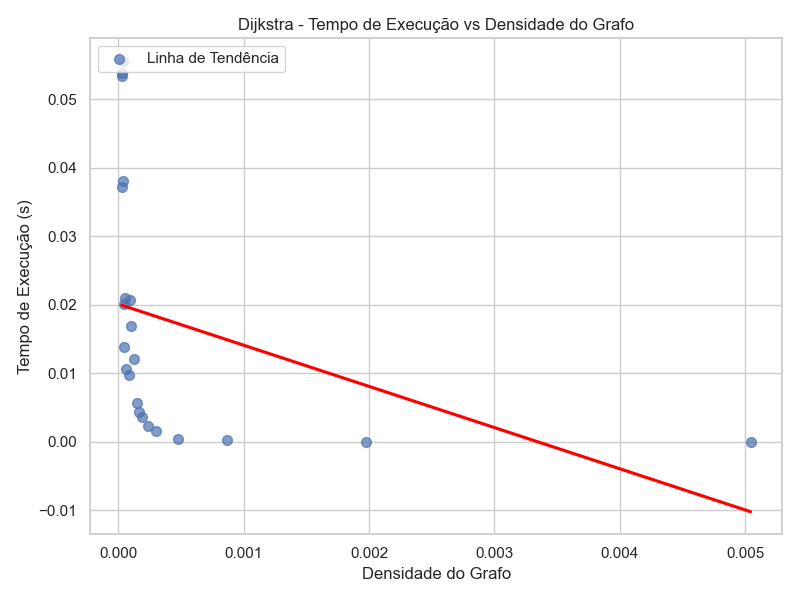 Dijkstra - Tempo de Execução vs Densidade do Grafo
Linha de Tendência
0.05
0.04
0.03
0.02
0.01
0.00
−0.01
Tempo de Execução (s)
0.000 0.001 0.002 0.003 0.004 0.005
Densidade do Grafo